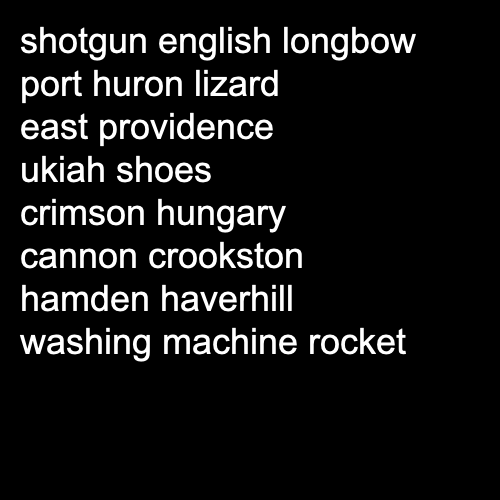 shotgun english longbow
port huron lizard
east providence
ukiah shoes
crimson hungary
cannon crookston
hamden haverhill
washing machine rocket